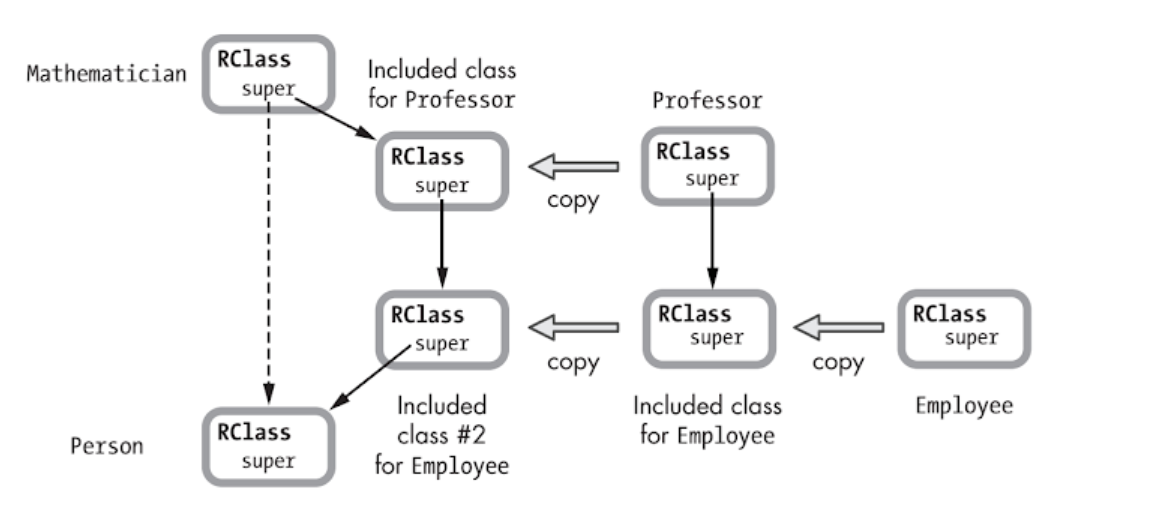 Mathematician
RClass
super
Included class
for Professor
Professor
RClass
super
copy
RClass
super
RClass
super
copy
RClass
super
copy
RClass
super
Person
RClass
super
Included
class #2
for Employee
Included class
for Employee
Employee